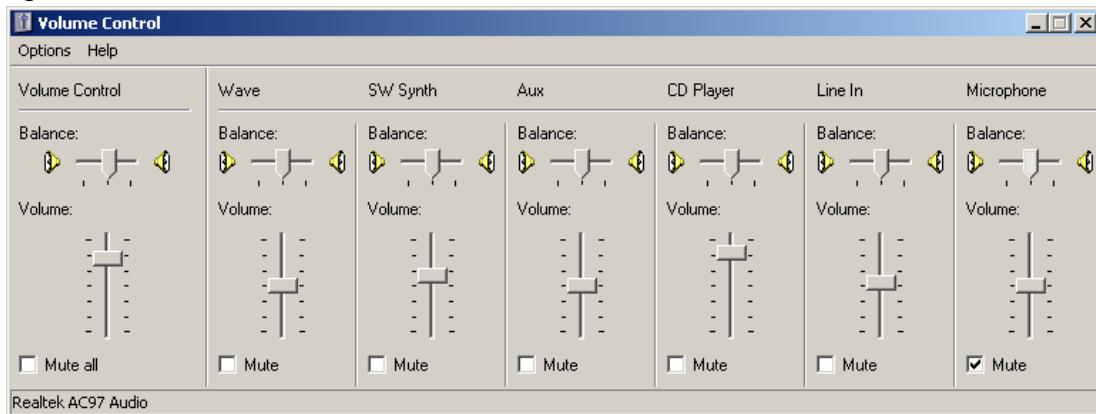 Volume Control
Options Help
Volume Control Wave SW Synth Aux CD Player Line In Microphone
Balance: Balance: Balance: Balance: Balance: Balance: Balance:
Volume: Volume: Volume: Volume: Volume: Volume: Volume:
Mute all Mute Mute Mute Mute Mute Mute
Realtek AC97 Audio